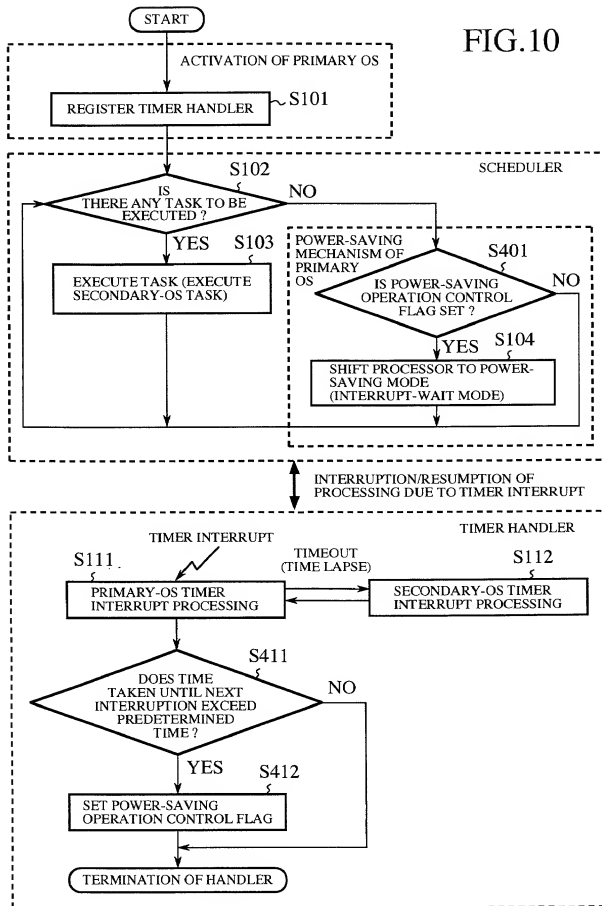 START
FIG.10
ACTIVATION OF PRIMARY OS
REGISTER TIMER HANDLER
S101
SCHEDULER
S102
IS
THERE ANY TASK TO BE
EXECUTED ?
NO
YES
S103
EXECUTE TASK (EXECUTE
SECONDARY-OS TASK)
POWER-SAVING
MECHANISM OF
PRIMARY
OS
S401
IS POWER-SAVING
OPERATION CONTROL
FLAG SET ?
NO
YES
S104
SHIFT PROCESSOR TO POWER-
SAVING MODE
(INTERRUPT-WAIT MODE)
INTERRUPTION/RESUMPTION OF
PROCESSING DUE TO TIMER INTERRUPT
TIMER HANDLER
TIMER INTERRUPT
S111
PRIMARY-OS TIMER
INTERRUPT PROCESSING
TIMEOUT
(TIME LAPSE)
S112
SECONDARY-OS TIMER
INTERRUPT PROCESSING
S411
DOES TIME
TAKEN UNTIL NEXT
INTERRUPTION EXCEED
PREDETERMINED
TIME ?
NO
YES
S412
SET POWER-SAVING
OPERATION CONTROL FLAG
TERMINATION OF HANDLER